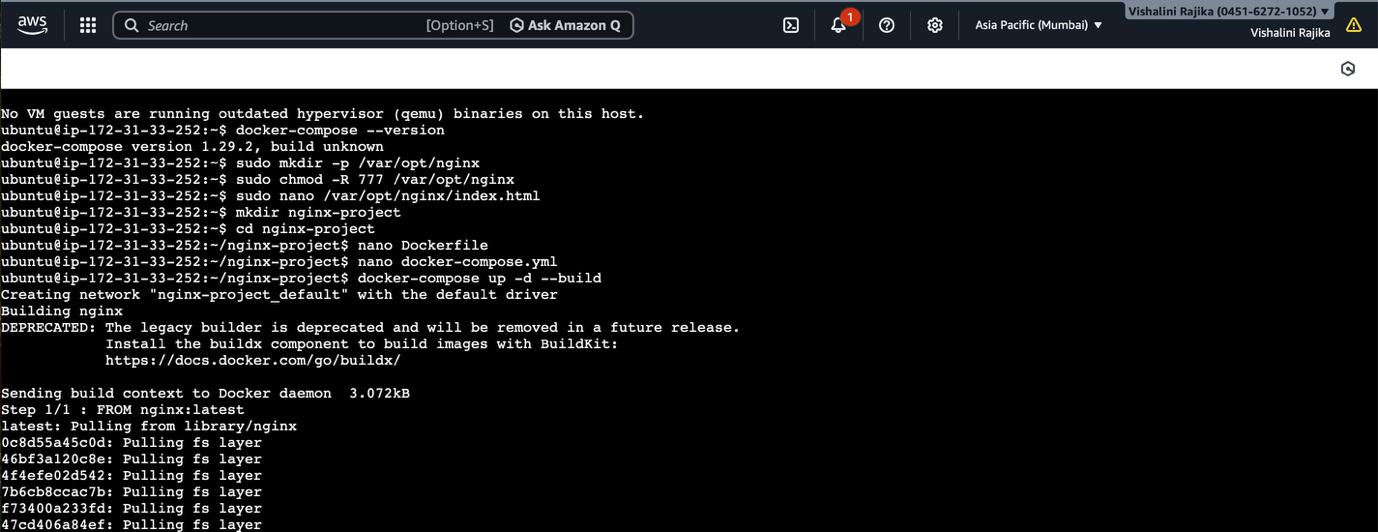 aws
Search
[Option+S]
Ask Amazon Q
1
Asia Pacific (Mumbai) ▼
Vishalini Rajika (0451-6272-1052) ▼
Vishalini Rajika
No VM guests are running outdated hypervisor (qemu) binaries on this host.
ubuntu@ip-172-31-33-252:~$ docker-compose --version
docker-compose version 1.29.2, build unknown
ubuntu@ip-172-31-33-252:~$ sudo mkdir -p /var/opt/nginx
ubuntu@ip-172-31-33-252:~$ sudo chmod -R 777 /var/opt/nginx
ubuntu@ip-172-31-33-252:~$ sudo nano /var/opt/nginx/index.html
ubuntu@ip-172-31-33-252:~$ mkdir nginx-project
ubuntu@ip-172-31-33-252:~$ cd nginx-project
ubuntu@ip-172-31-33-252:~/nginx-project$ nano Dockerfile
ubuntu@ip-172-31-33-252:~/nginx-project$ nano docker-compose.yml
ubuntu@ip-172-31-33-252:~/nginx-project$ docker-compose up -d --build
Creating network "nginx-project_default" with the default driver
Building nginx
DEPRECATED: The legacy builder is deprecated and will be removed in a future release.
            Install the buildx component to build images with BuildKit:
            https://docs.docker.com/go/buildx/
Sending build context to Docker daemon  3.072kB
Step 1/1 : FROM nginx:latest
latest: Pulling from library/nginx
0c8d55a45c0d: Pulling fs layer
46bf3a120c8e: Pulling fs layer
4f4efe02d542: Pulling fs layer
7b6cb8ccac7b: Pulling fs layer
f73400a233fd: Pulling fs layer
47cd406a84ef: Pulling fs layer